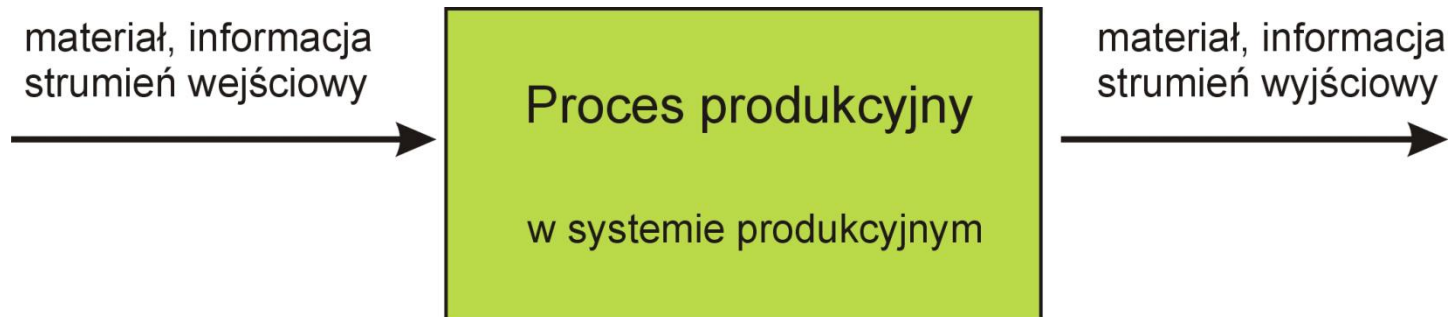 materiał, informacja
strumień wejściowy
Proces produkcyjny
w systemie produkcyjnym
materiał, informacja
strumień wyjściowy